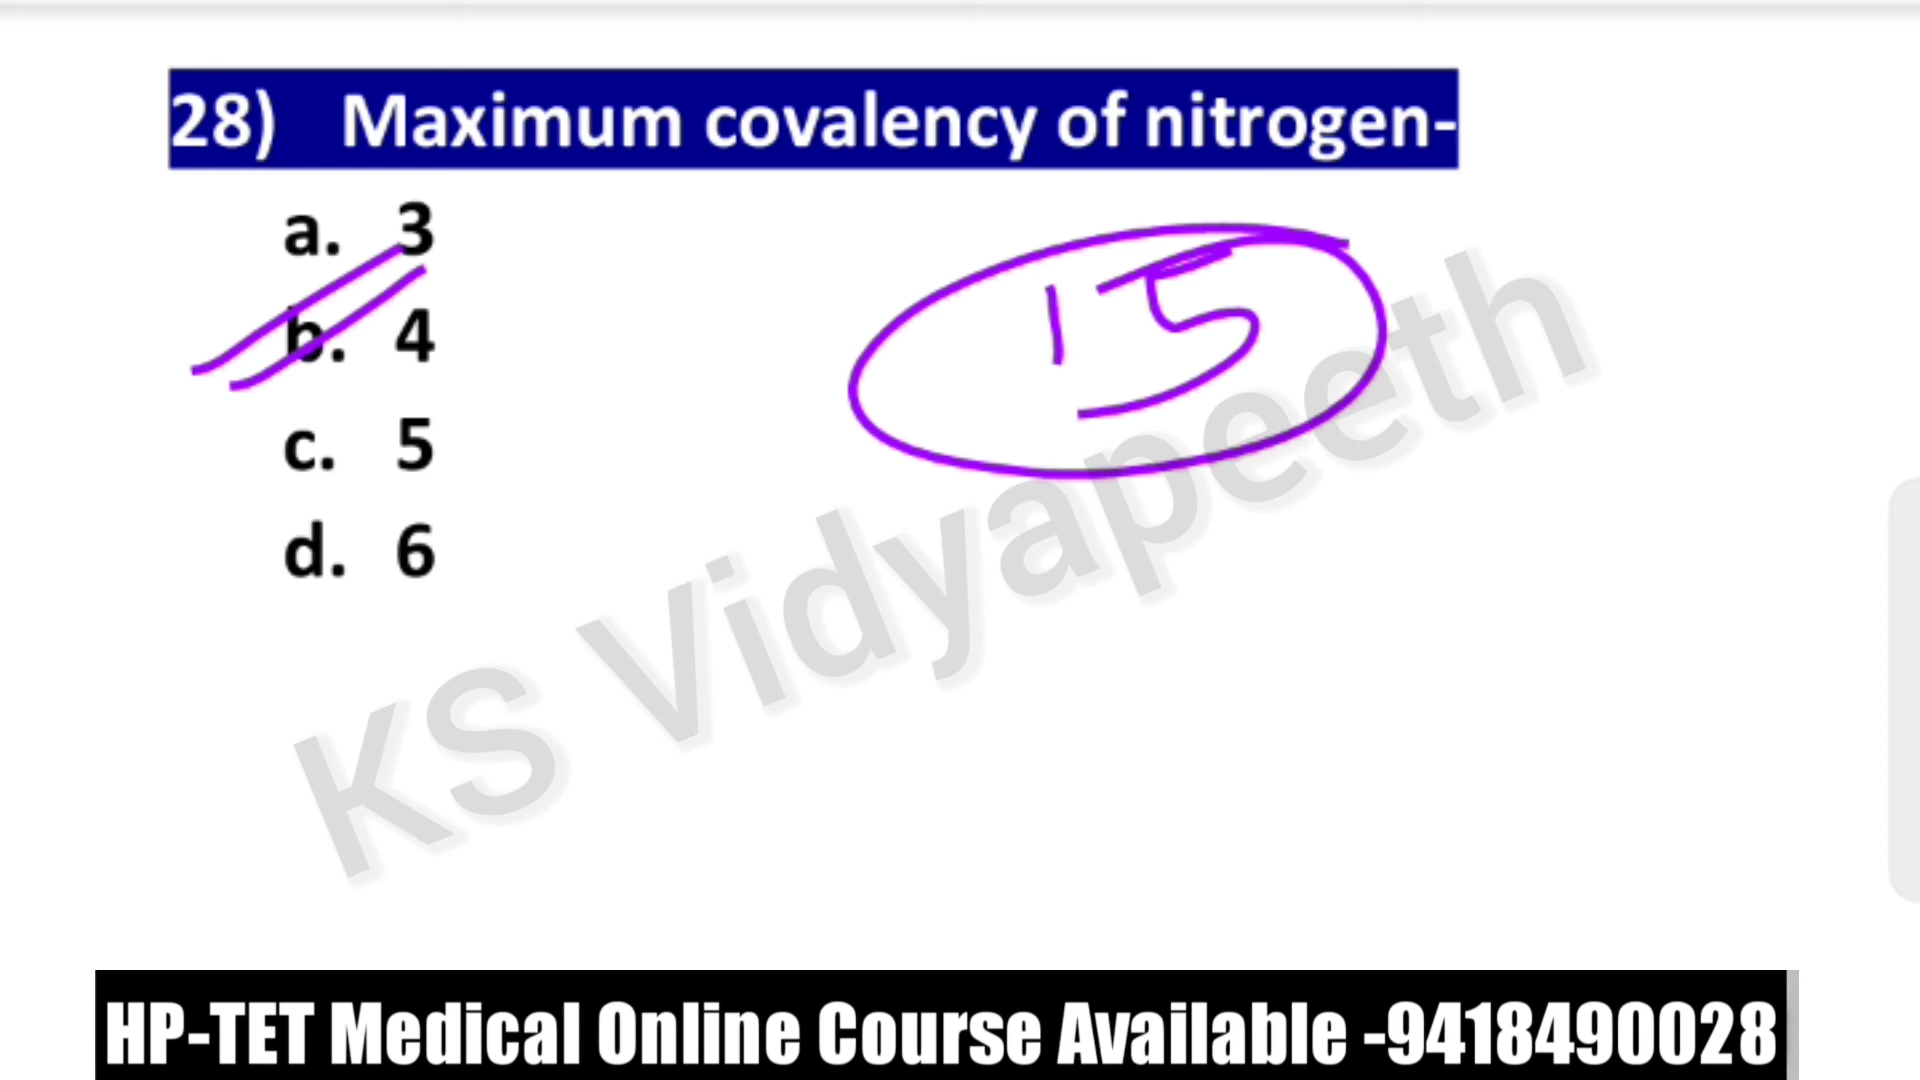 28) Maximum covalency of nitrogen-
a. 3
b. 4
c. 5
d. 6
15
KS Vidyapeeth
HP-TET Medical Online Course Available -9418490028